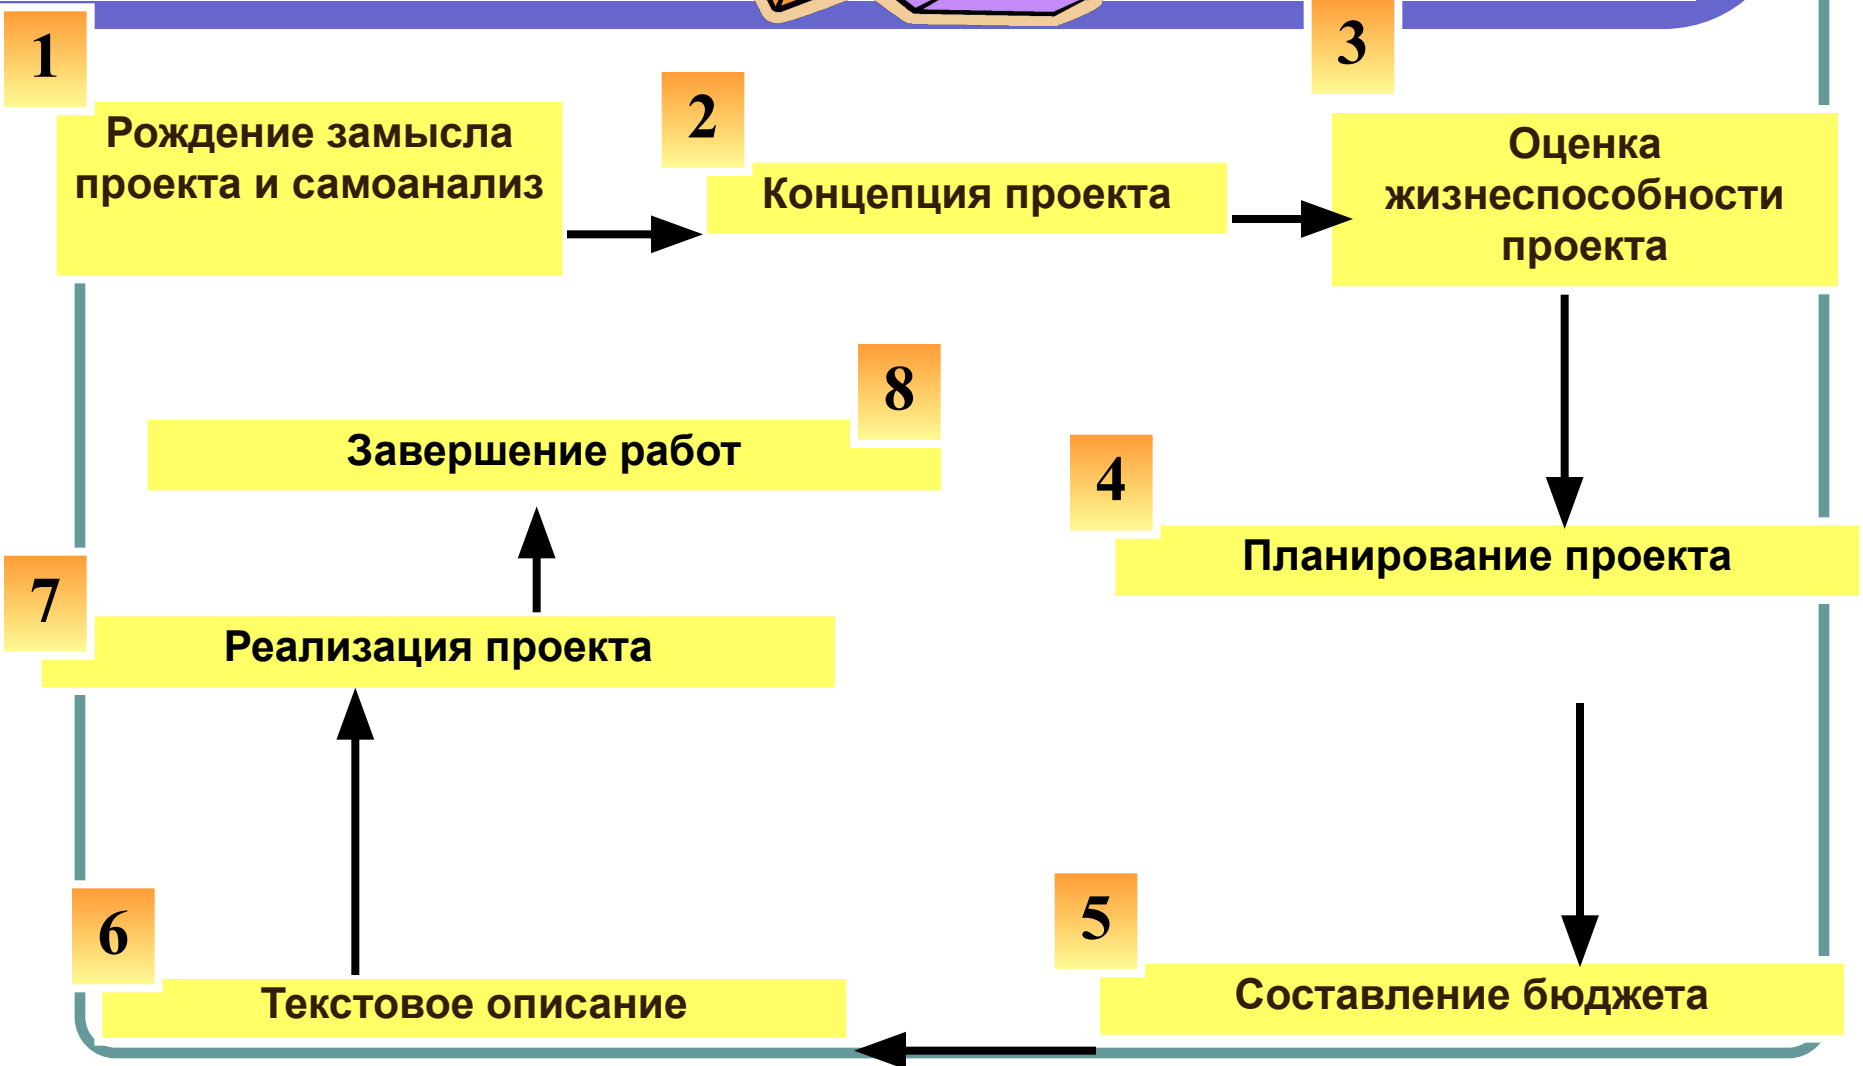 1
Рождение замысла
проекта и самоанализ
2
Концепция проекта
3
Оценка
жизнеспособности
проекта
4
Планирование проекта
5
Составление бюджета
6
Текстовое описание
7
Реализация проекта
8
Завершение работ